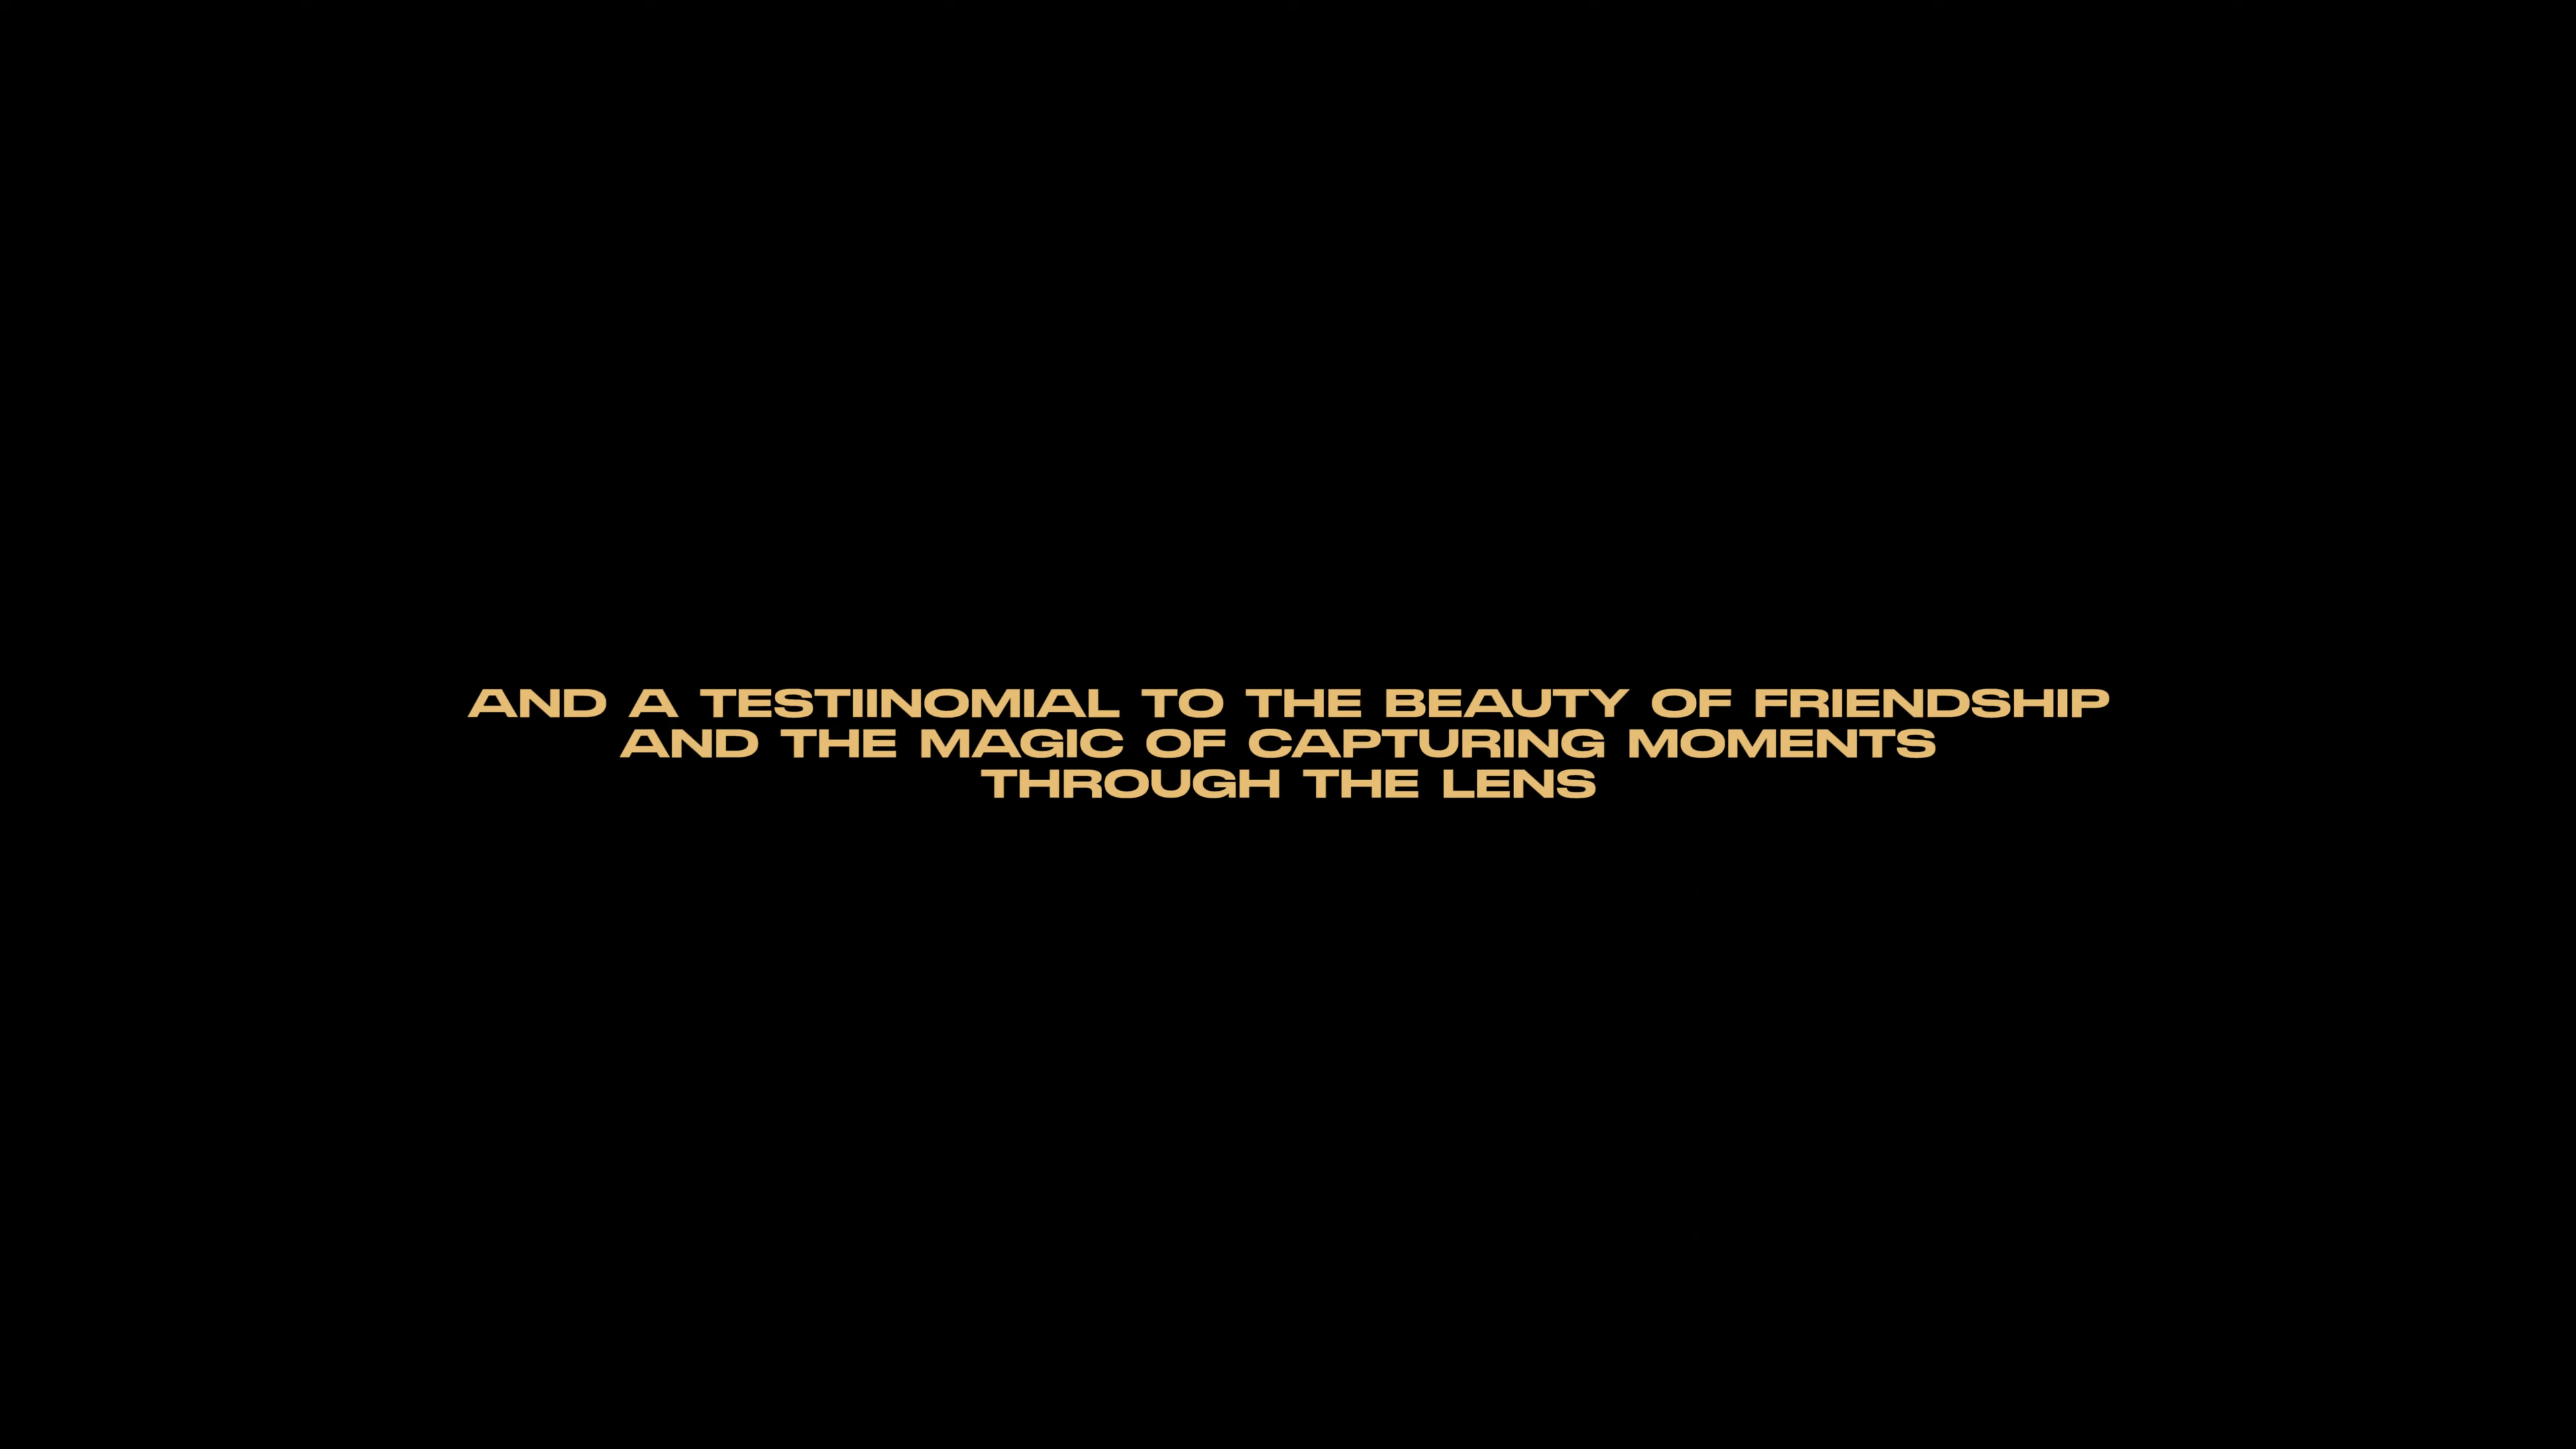 AND A TESTIINOMIAL TO THE BEAUTY OF FRIENDSHIP
AND THE MAGIC OF CAPTURING MOMENTS
THROUGH THE LENS